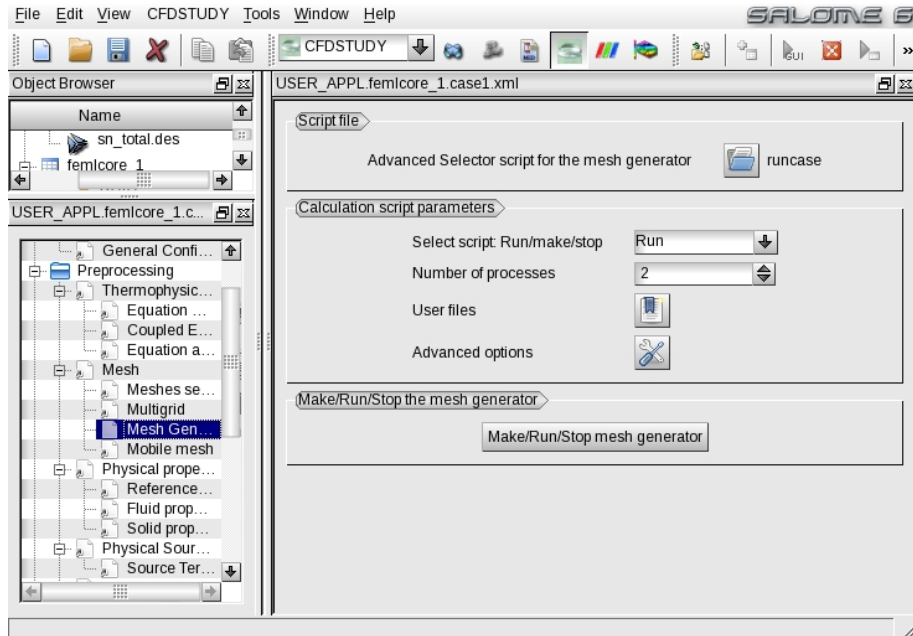 File Edit View CFDSTUDY Tools Window Help
SALOME 6
CFDSTUDY
GUI
»
Object Browser
Name
sn_total.des
femlcore_1
USER_APPL.femlcore_1.c...
General Confi...
Preprocessing
Thermophysic...
Equation ...
Coupled E...
Equation a...
Mesh
Meshes se...
Multigrid
Mesh Gen...
Mobile mesh
Physical prope...
Reference...
Fluid prop...
Solid prop...
Physical Sour...
Source Ter...
USER_APPL.femlcore_1.case1.xml
Script file
Advanced Selector script for the mesh generator runcase
Calculation script parameters
Select script: Run/make/stop Run
Number of processes 2
User files
Advanced options
Make/Run/Stop the mesh generator
Make/Run/Stop mesh generator